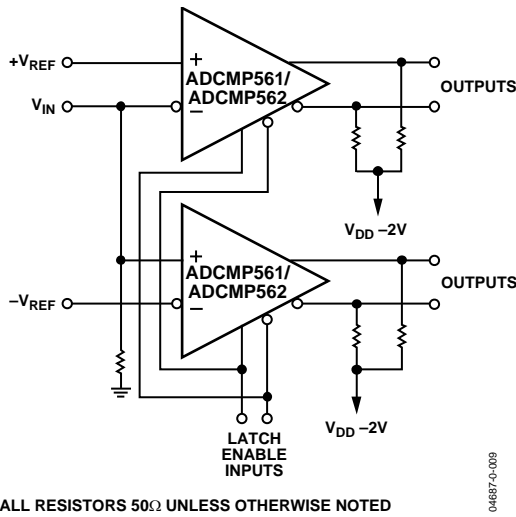 +VREF
+
ADCMP561/
ADCMP562
OUTPUTS
VIN
–
VDD –2V
+
ADCMP561/
ADCMP562
OUTPUTS
–VREF
–
VDD –2V
LATCH
ENABLE
INPUTS
ALL RESISTORS 50Ω UNLESS OTHERWISE NOTED
04687-0-009